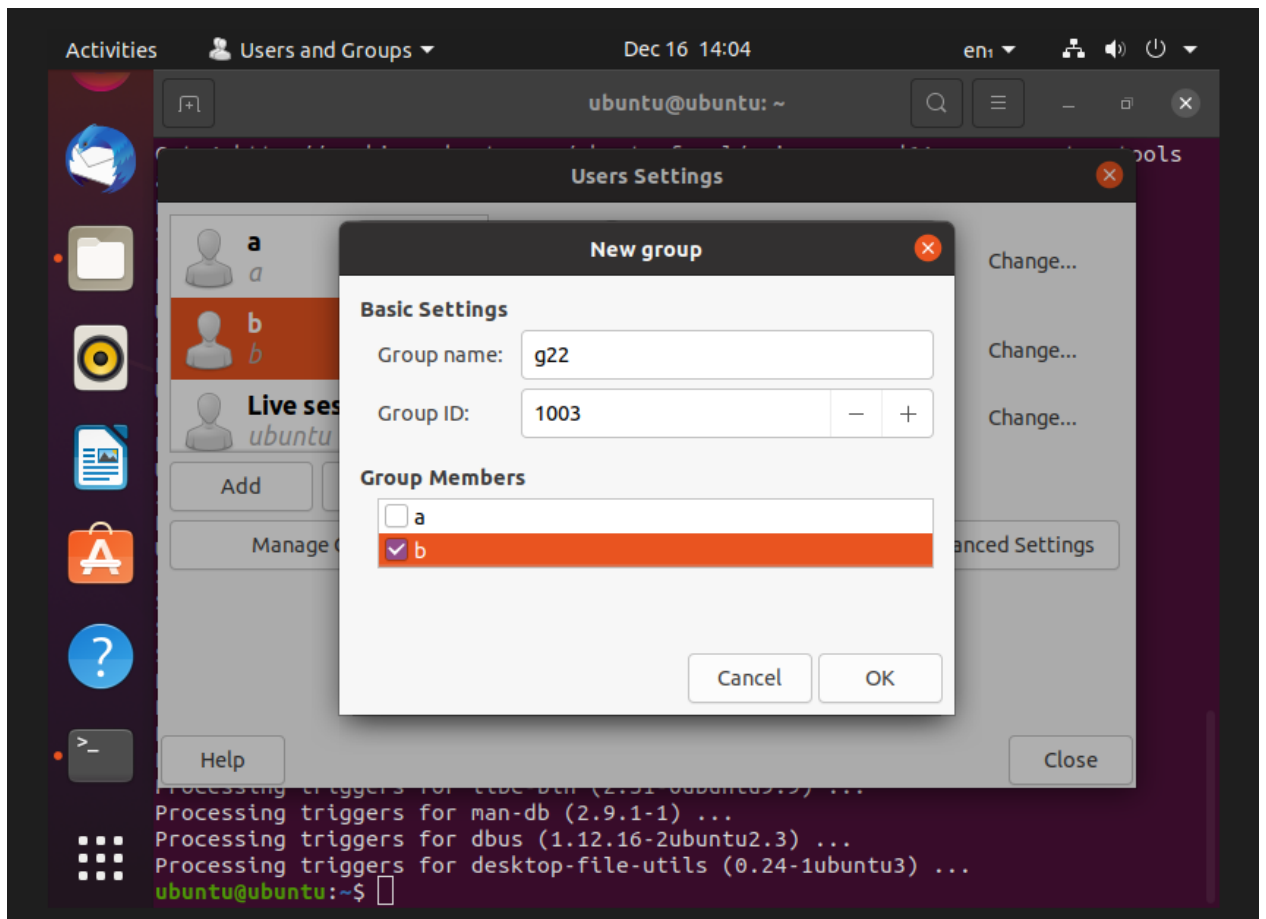 Activities Users and Groups Dec 16 14:04 en₁
ubuntu@ubuntu: ~
ools
Users Settings
a
a
Change...
b
b
Change...
Live ses
ubuntu
Change...
Add
Manage
anced Settings
Help
Close
New group
Basic Settings
Group name: g22
Group ID: 1003 − +
Group Members
a
b
Cancel OK
Processing triggers for man-db (2.9.1-1) ...
Processing triggers for dbus (1.12.16-2ubuntu2.3) ...
Processing triggers for desktop-file-utils (0.24-1ubuntu3) ...
ubuntu@ubuntu:~$